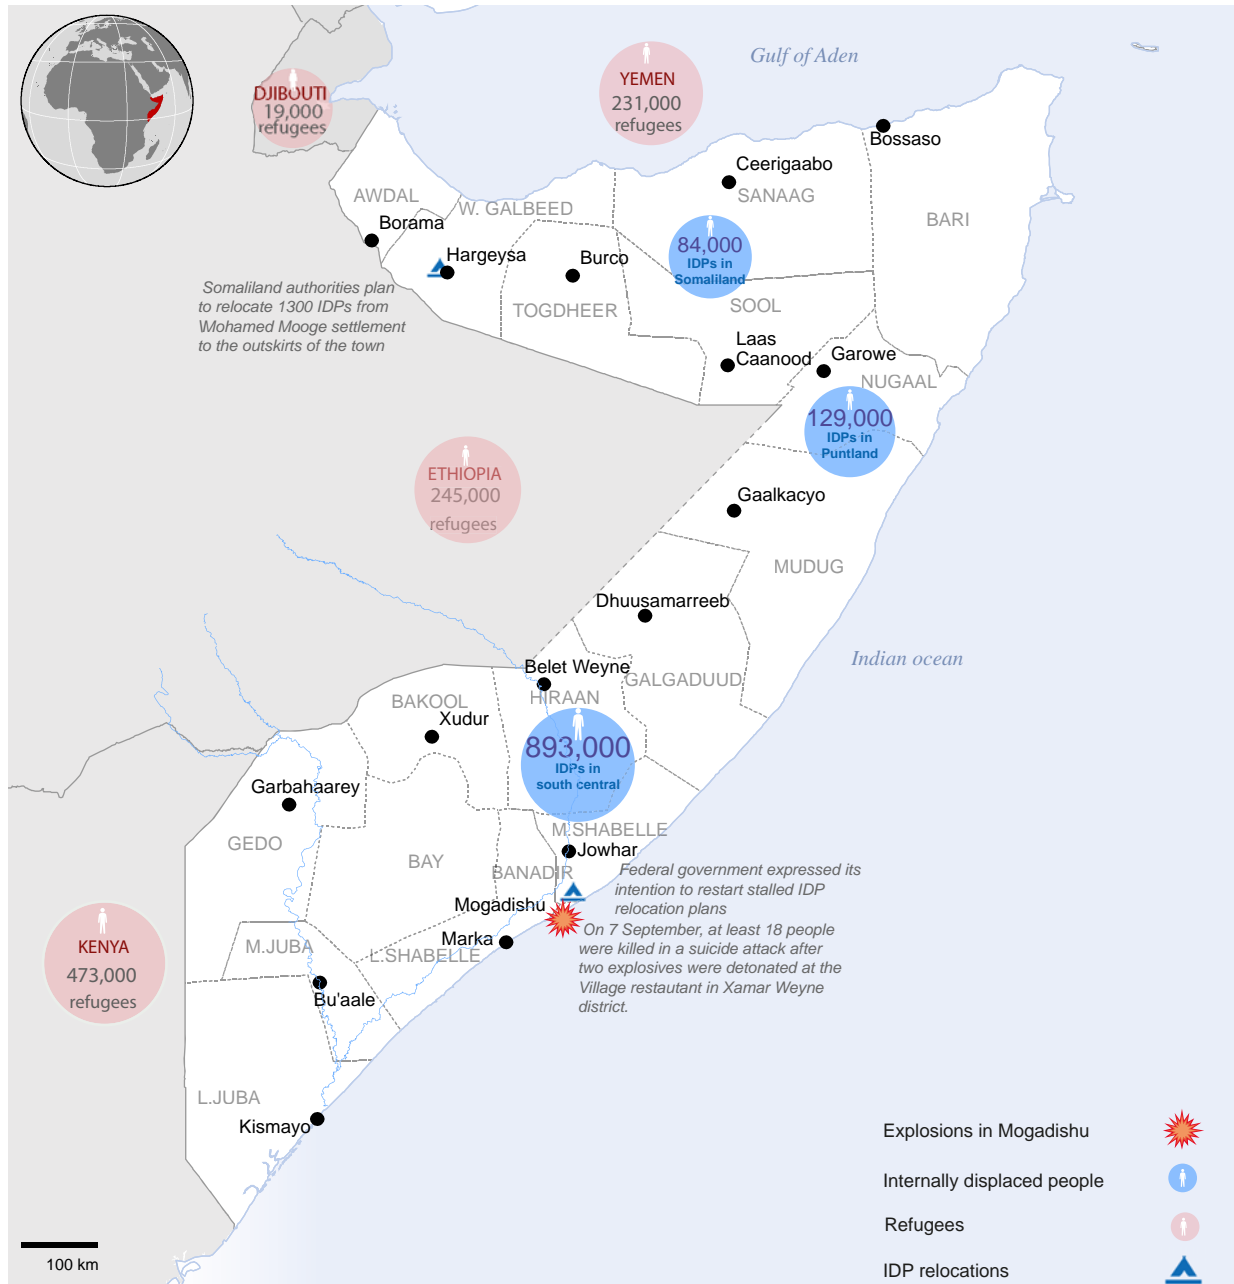 Gulf of Aden
YEMEN
231,000
refugees
DJIBOUTI
19,000
refugees
Bossaso
Ceerigaabo
SANAAG
AWDAL
W. GALBEED
Borama
BARI
84,000
IDPs in
Somaliland
Hargeysa
Burco
Somaliland authorities plan
to relocate 1300 IDPs from
Mohamed Mooge settlement
to the outskirts of the town
TOGDHEER
SOOL
Laas
Caanood
Garowe
NUGAAL
129,000
IDPs in
Puntland
ETHIOPIA
245,000
refugees
Gaalkacyo
MUDUG
Dhuusamarreeb
Indian ocean
Belet Weyne
GALGADUUD
HIRAAN
BAKOOL
Xudur
893,000
IDPs in
south central
Garbahaarey
GEDO
M.SHABELLE
Jowhar
BAY
BANADIR
Federal government expressed its
intention to restart stalled IDP
relocation plans
Mogadishu
On 7 September, at least 18 people
were killed in a suicide attack after
two explosives were detonated at the
Village restautant in Xamar Weyne
district.
Marka
L.SHABELLE
M.JUBA
KENYA
473,000
refugees
Bu'aale
L.JUBA
Kismayo
Explosions in Mogadishu
Internally displaced people
Refugees
IDP relocations
100 km